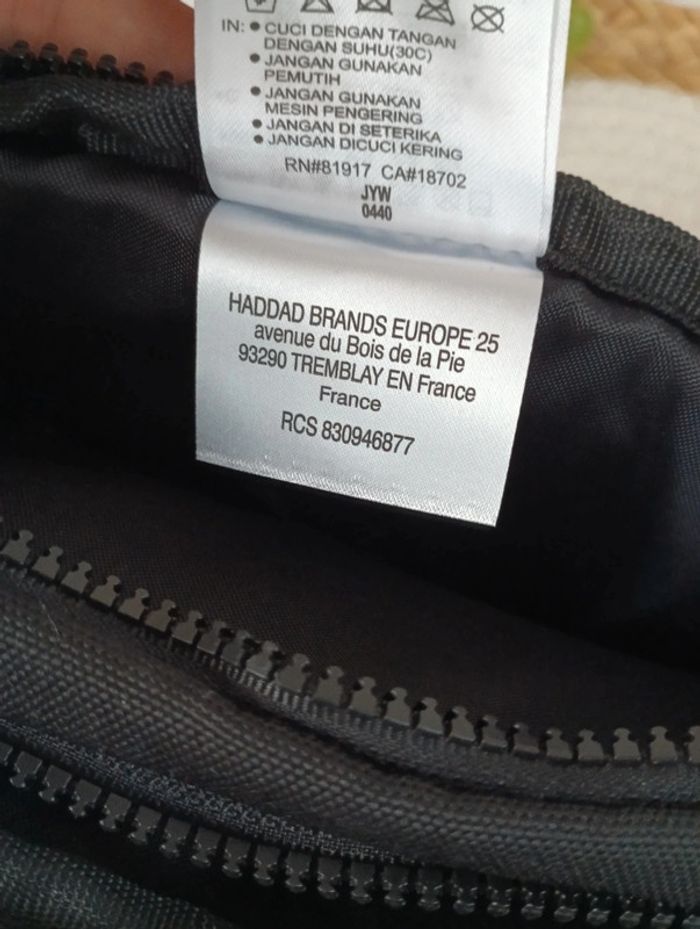 IN: • CUCI DENGAN TANGAN
DENGAN SUHU(30C)
• JANGAN GUNAKAN
PEMUTIH
• JANGAN GUNAKAN
MESIN PENGERING
• JANGAN DI SETERIKA
• JANGAN DICUCI KERING
RN#81917 CA#18702
JYW
0440
HADDAD BRANDS EUROPE 25
avenue du Bois de la Pie
93290 TREMBLAY EN France
France
RCS 830946877